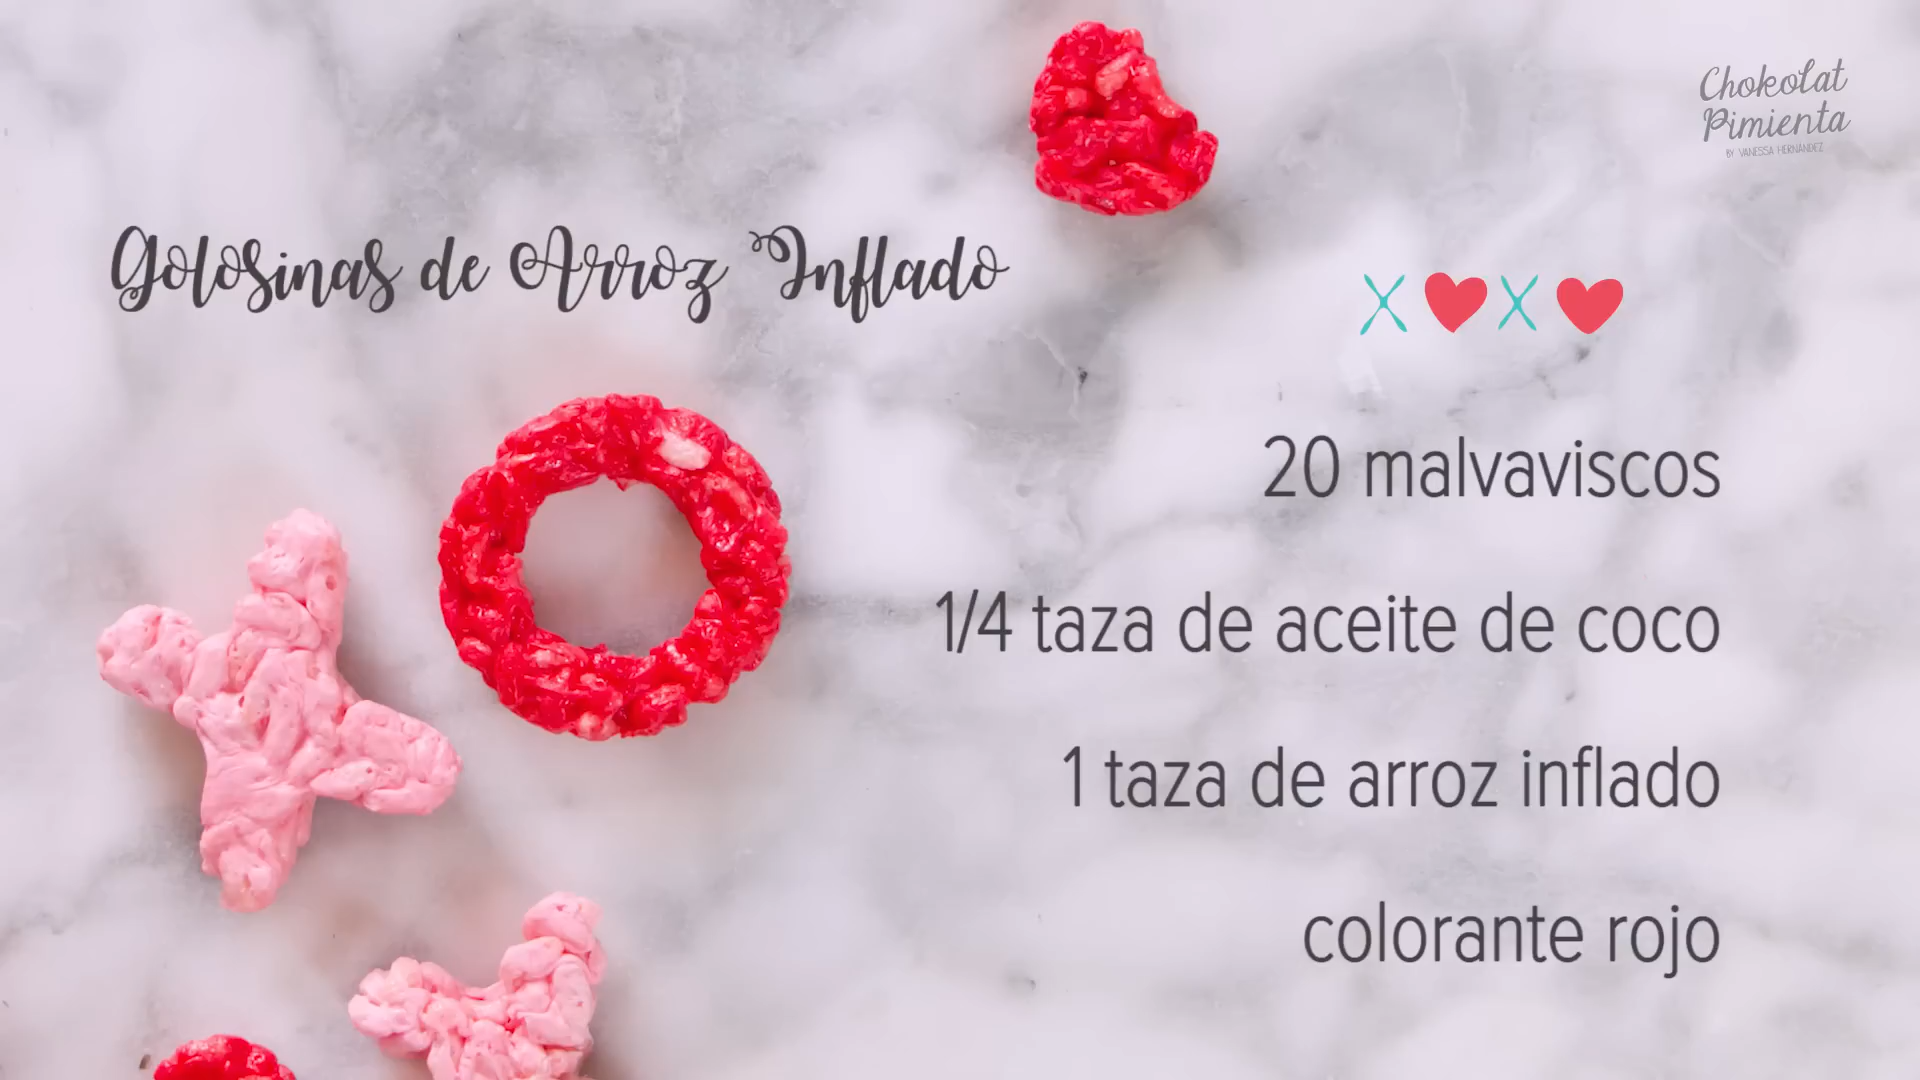 Chokolat
Pimienta
BY VANESSA HERNÁNDEZ
Golosinas de Arroz Inflado
20 malvaviscos
1/4 taza de aceite de coco
1 taza de arroz inflado
colorante rojo